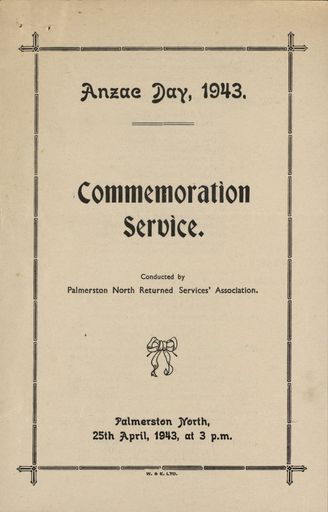 Anzac Day, 1943.
Commemoration
Service.
Conducted by
Palmerston North Returned Services' Association.
Palmerston North,
25th April, 1943, at 3 p.m.
W. & K. LTD.